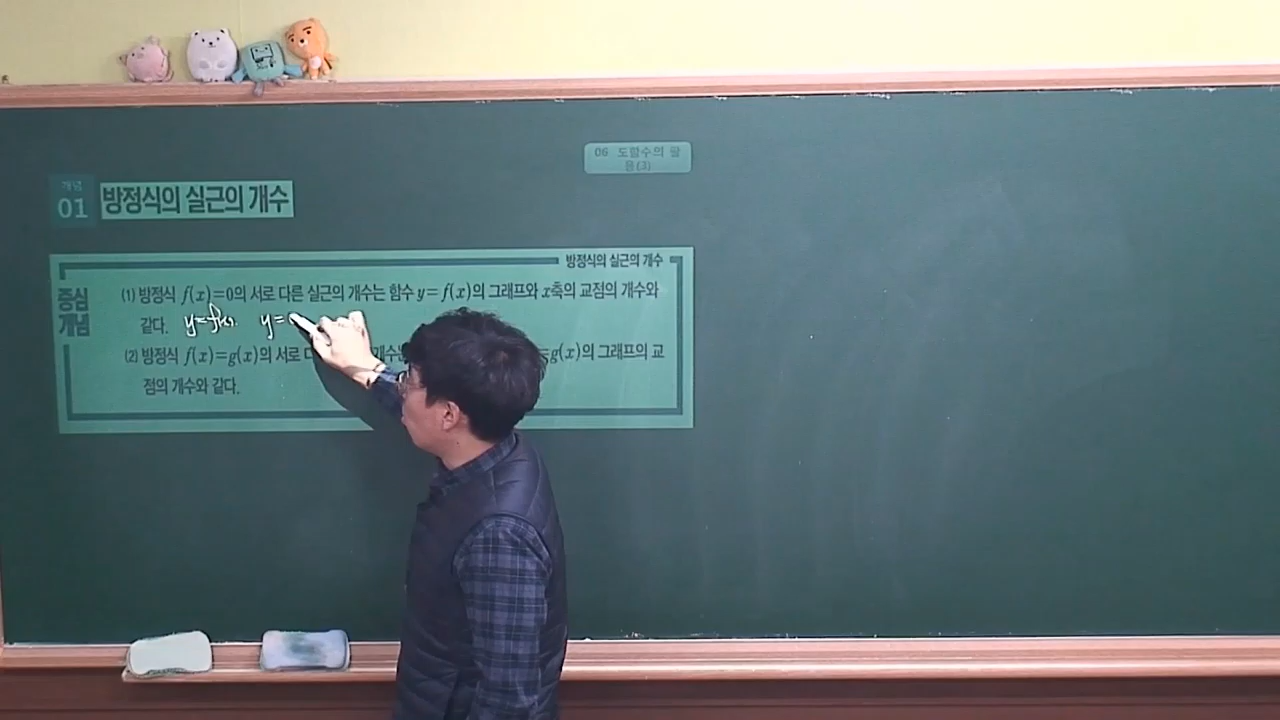 06 도함수의 활
용(3)
개념
01 방정식의 실근의 개수
방정식의 실근의 개수
중심
개념
(1) 방정식 f(x)=0의 서로 다른 실근의 개수는 함수 y=f(x)의 그래프와 x축의 교점의 개수와
같다. y=f(x) y=
(2) 방정식 f(x)=g(x)의 서로 개수 =g(x)의 그래프의 교
점의 개수와 같다.